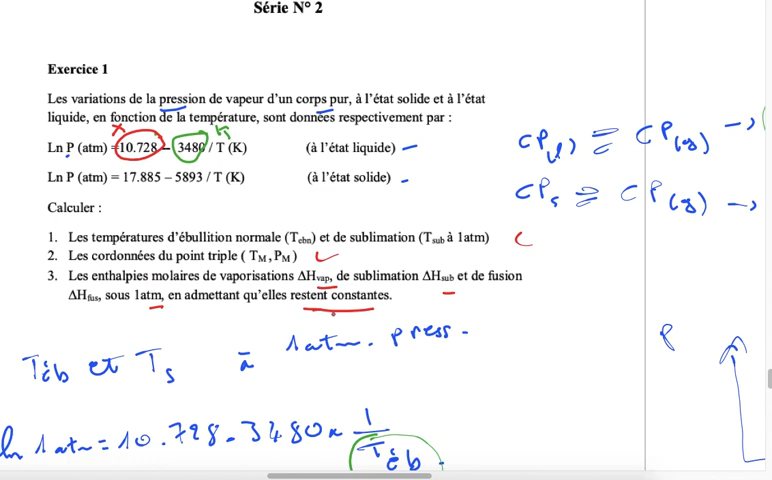 Série N° 2
Exercice 1
Les variations de la pression de vapeur d'un corps pur, à l'état solide et à l'état
liquide, en fonction de la température, sont données respectivement par :
Ln P (atm) =10.728 – 3480 / T (K) (à l'état liquide)
Ln P (atm) = 17.885 – 5893 / T (K) (à l'état solide)
Calculer :
1. Les températures d'ébullition normale (Tebn) et de sublimation (Tsub à 1atm)
2. Les cordonnées du point triple ( TM, PM )
3. Les enthalpies molaires de vaporisations ΔHvap, de sublimation ΔHsub et de fusion
ΔHfus, sous 1atm, en admettant qu'elles restent constantes.
CP(l) ≥ CP(g) →
CPs ≥ CP(g) →
Téb et Ts à 1atm. press.
P
ln 1 atm = 10.728 - 3480 × 1/Téb.